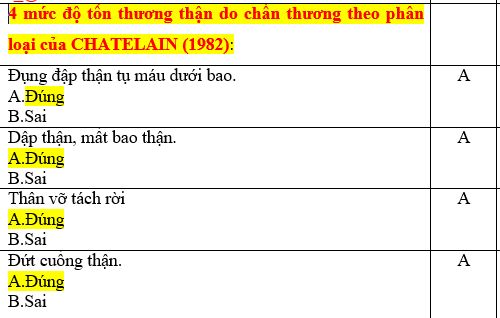 4 mức độ tổn thương thận do chấn thương theo phân
loại của CHATELAIN (1982):
Đụng đập thận tụ máu dưới bao. A
A.Đúng
B.Sai
Dập thận, mất bao thận. A
A.Đúng
B.Sai
Thân vỡ tách rời A
A.Đúng
B.Sai
Đứt cuông thận. A
A.Đúng
B.Sai